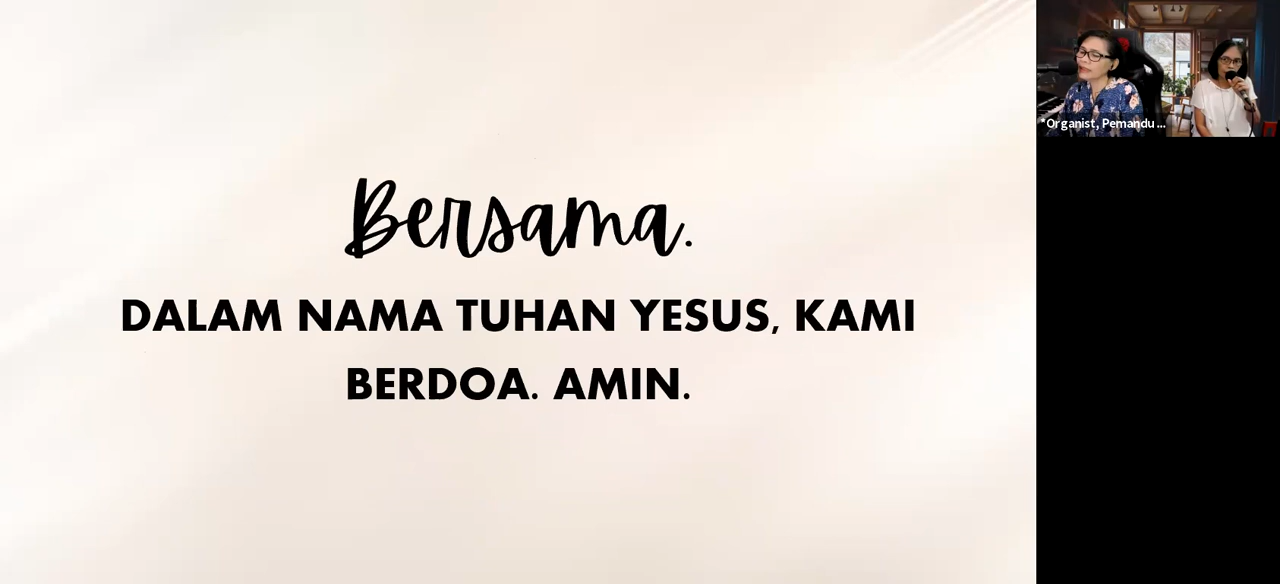 Bersama.
DALAM NAMA TUHAN YESUS, KAMI
BERDOA. AMIN.
*Organist, Pemandu ...